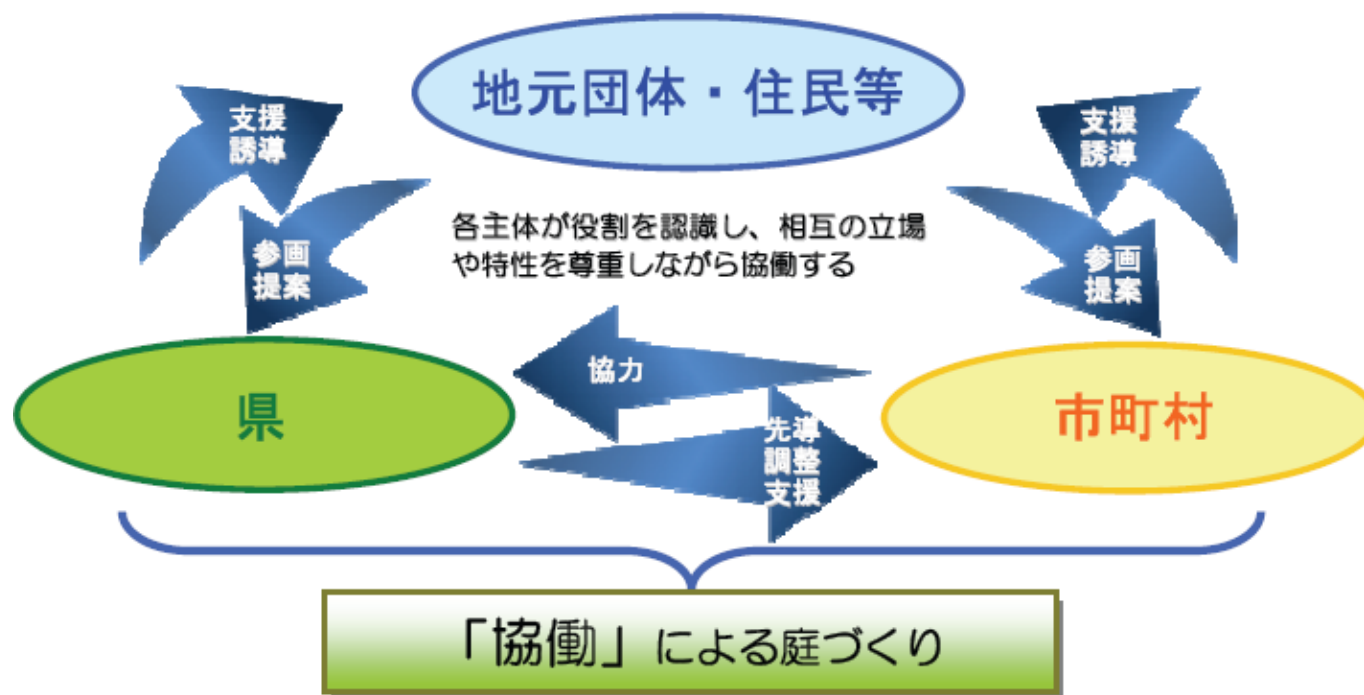 地元団体・住民等
支援
誘導
支援
誘導
参画
提案
各主体が役割を認識し、相互の立場
や特性を尊重しながら協働する
参画
提案
協力
県
市町村
先導
調整
支援
「協働」による庭づくり